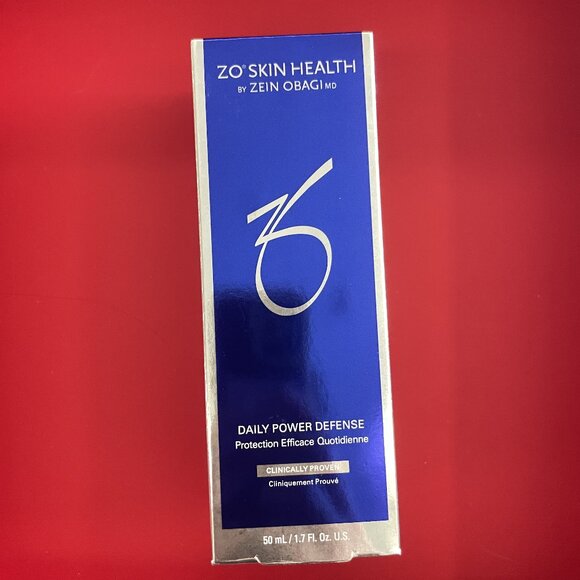 ZO® SKIN HEALTH
BY ZEIN OBAGI MD
DAILY POWER DEFENSE
Protection Efficace Quotidienne
CLINICALLY PROVEN
Cliniquement Prouvé
50 mL / 1.7 Fl. Oz. U.S.